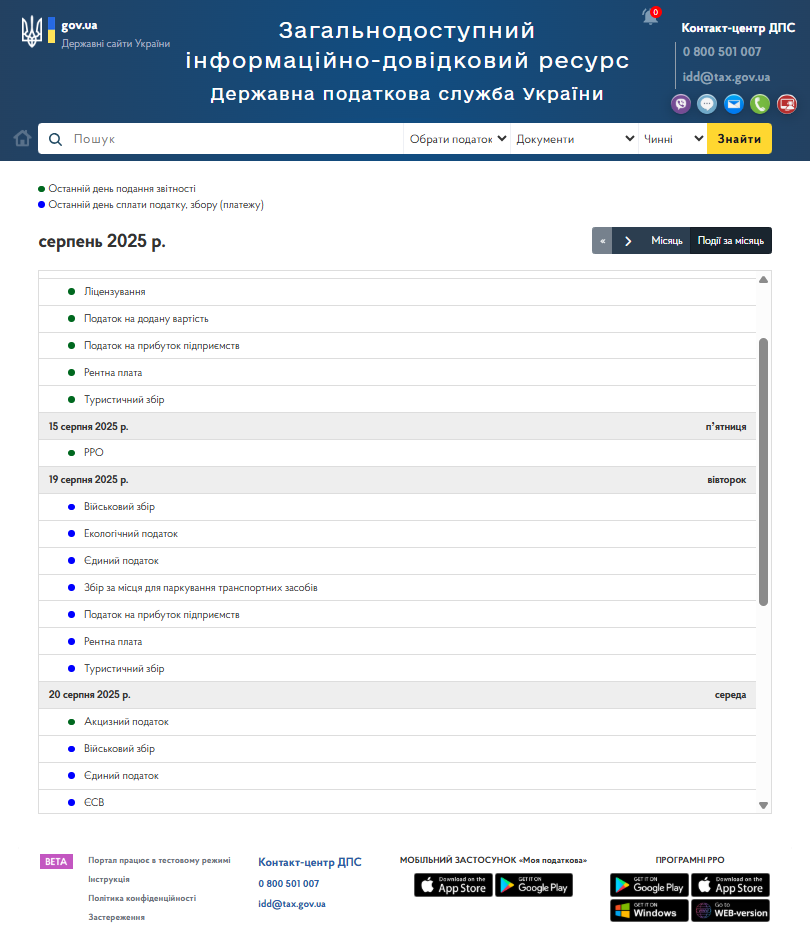 gov.ua
Державні сайти України
Загальнодоступний
інформаційно-довідковий ресурс
Державна податкова служба України
0
Контакт-центр ДПС
0 800 501 007
idd@tax.gov.ua
Пошук
Обрати податок
Документи
Чинні
Знайти
Останній день подання звітності
Останній день сплати податку, збору (платежу)
серпень 2025 р.
«
Місяць
Події за місяць
Ліцензування
Податок на додану вартість
Податок на прибуток підприємств
Рентна плата
Туристичний збір
15 серпня 2025 р. п’ятниця
РРО
19 серпня 2025 р. вівторок
Військовий збір
Екологічний податок
Єдиний податок
Збір за місця для паркування транспортних засобів
Податок на прибуток підприємств
Рентна плата
Туристичний збір
20 серпня 2025 р. середа
Акцизний податок
Військовий збір
Єдиний податок
ЄСВ
BETA
Портал працює в тестовому режимі
Інструкція
Політика конфіденційності
Застереження
Контакт-центр ДПС
0 800 501 007
idd@tax.gov.ua
МОБІЛЬНИЙ ЗАСТОСУНОК «Моя податкова»
Download on the
App Store
GET IT ON
Google Play
ПРОГРАМНІ РРО
GET IT ON
Google Play
Download on the
App Store
GET IT ON
Windows
Go to
WEB-version